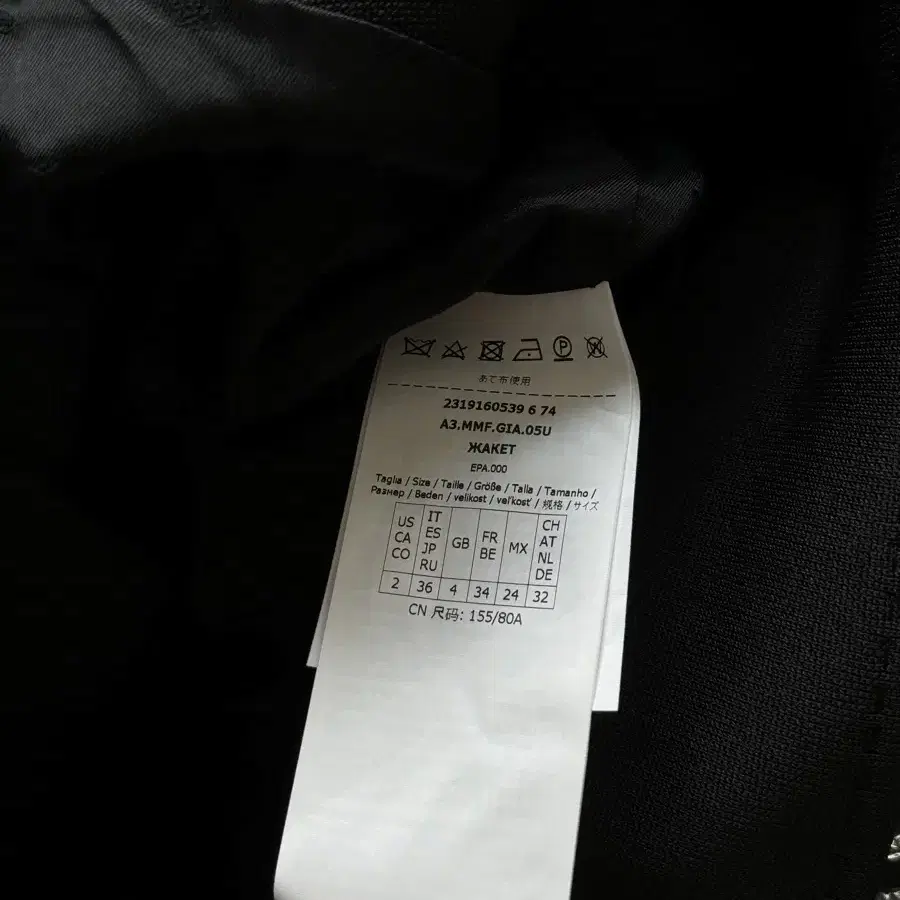 P W
あて布使用
2319160539 6 74
A3.MMF.GIA.05U
ЖАКЕТ
EPA.000
Taglia / Size / Taille / Größe / Talla / Tamanho /
Размер / Beden / velikost / veľkosť / 规格 / サイズ
US CA CO IT ES JP RU GB FR BE MX CH AT NL DE
2 36 4 34 24 32
CN 尺码: 155/80A